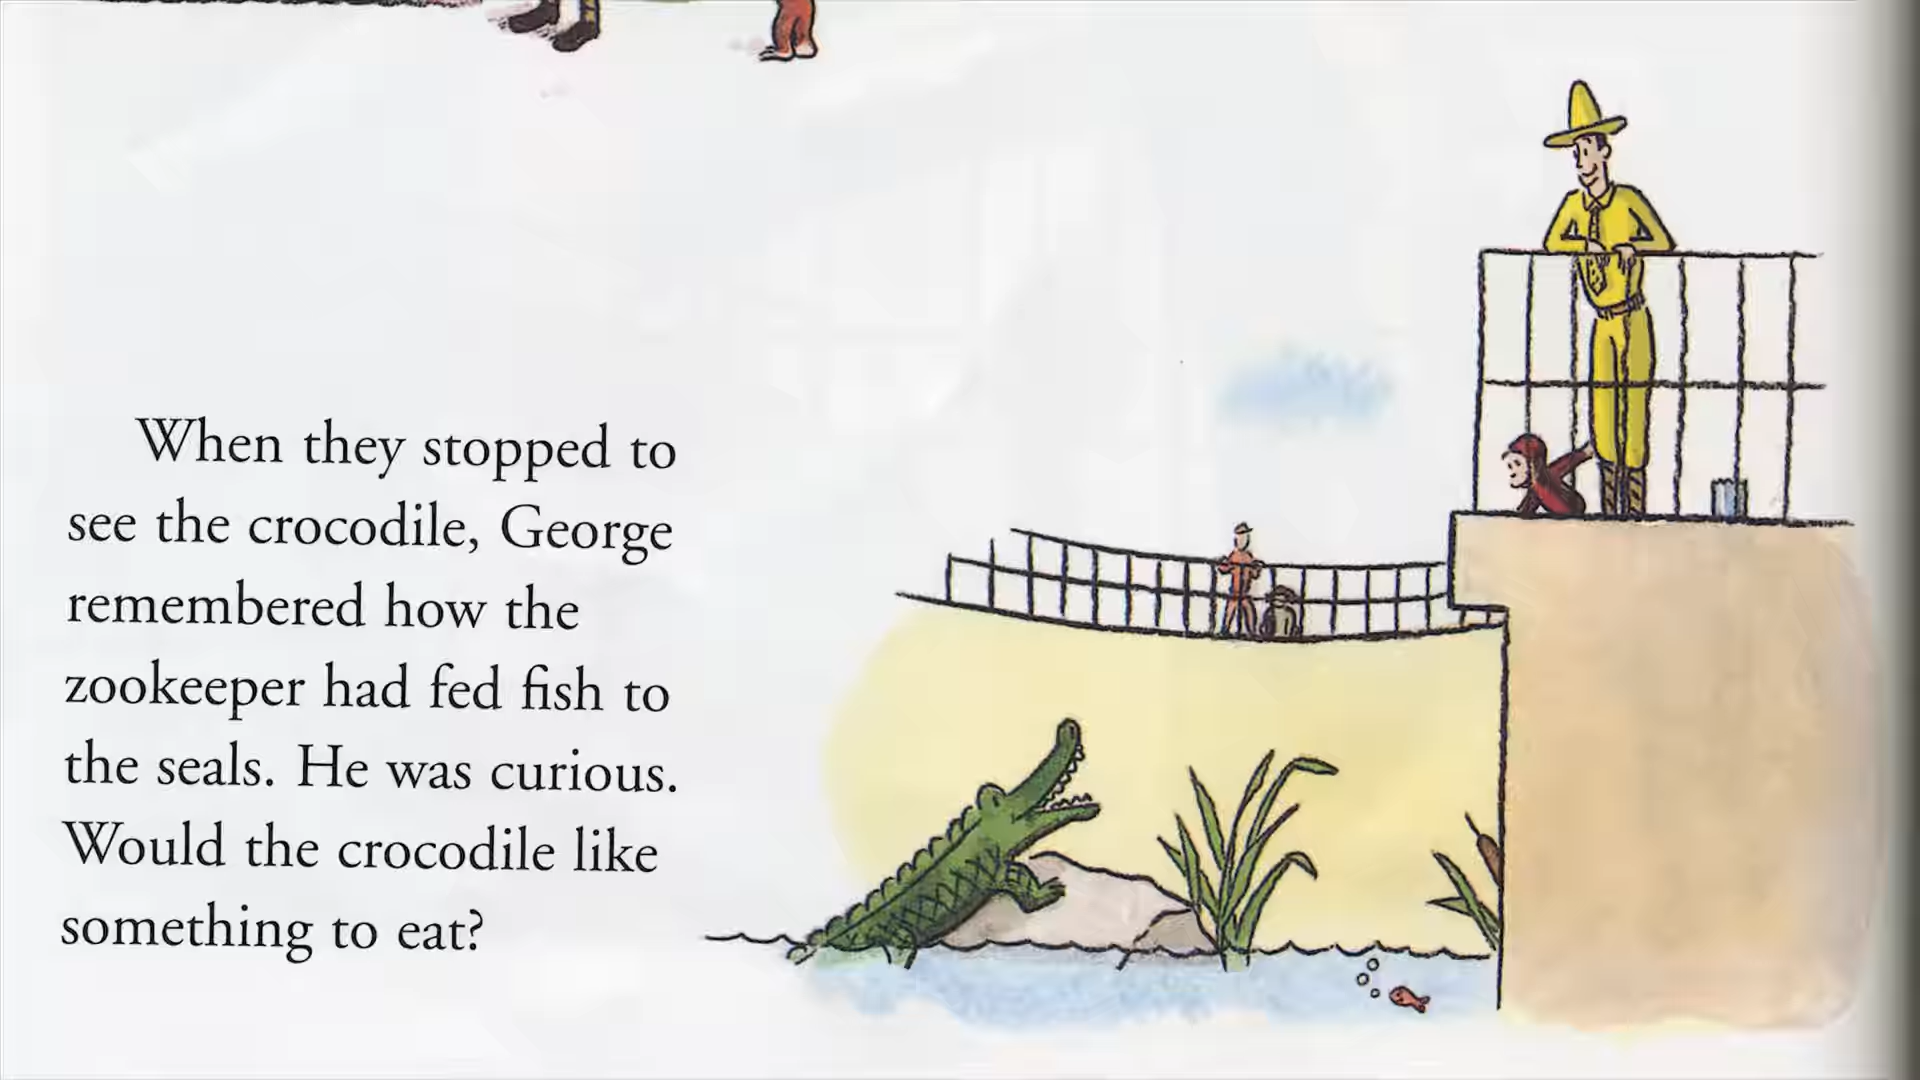 When they stopped to
see the crocodile, George
remembered how the
zookeeper had fed fish to
the seals. He was curious.
Would the crocodile like
something to eat?